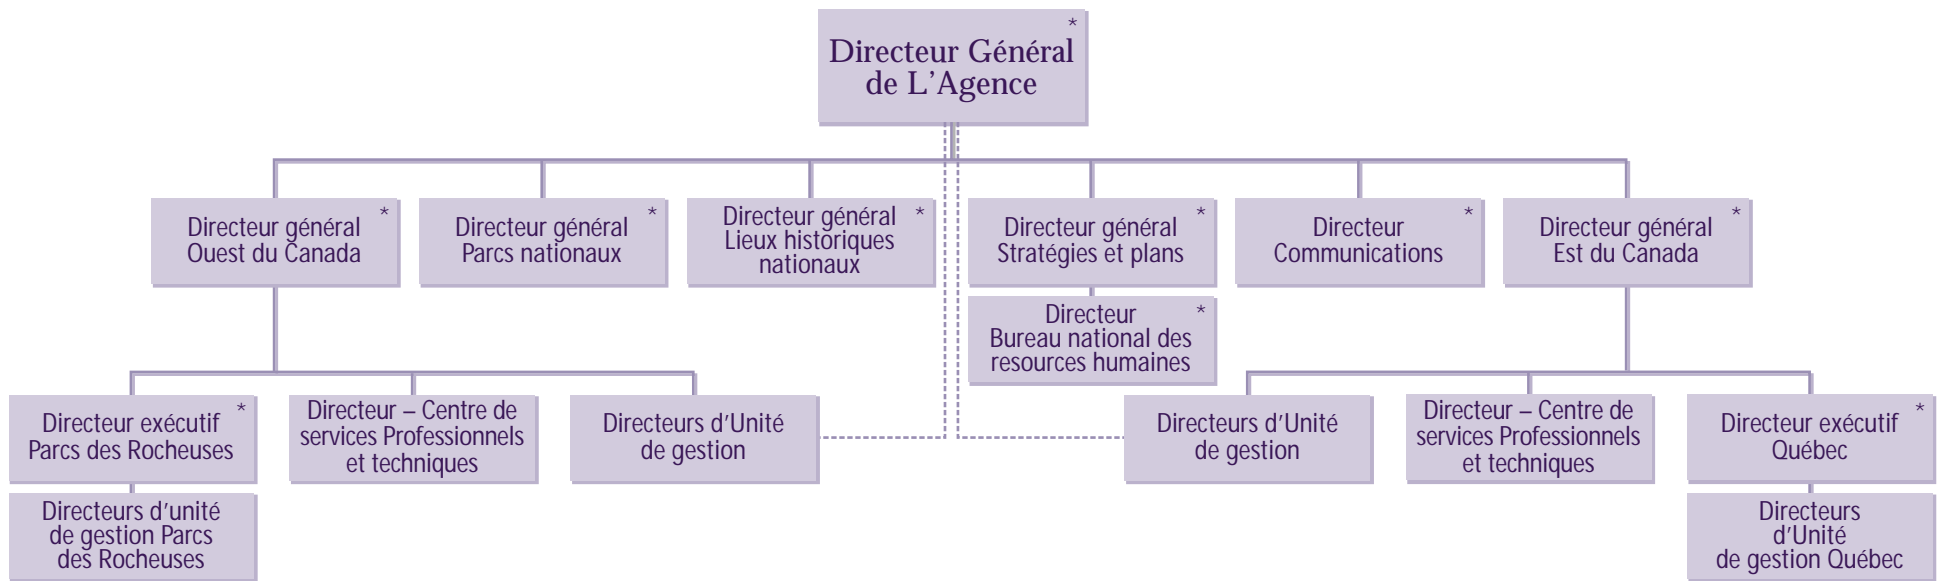 *
Directeur Général
de L'Agence
Directeur général *
Ouest du Canada
Directeur général *
Parcs nationaux
Directeur général *
Lieux historiques
nationaux
Directeur général *
Stratégies et plans
Directeur *
Communications
Directeur général *
Est du Canada
Directeur *
Bureau national des
resources humaines
Directeur exécutif *
Parcs des Rocheuses
Directeur – Centre de
services Professionnels
et techniques
Directeurs d'Unité
de gestion
Directeurs d'Unité
de gestion
Directeur – Centre de
services Professionnels
et techniques
Directeur exécutif *
Québec
Directeurs d'unité
de gestion Parcs
des Rocheuses
Directeurs
d'Unité
de gestion Québec